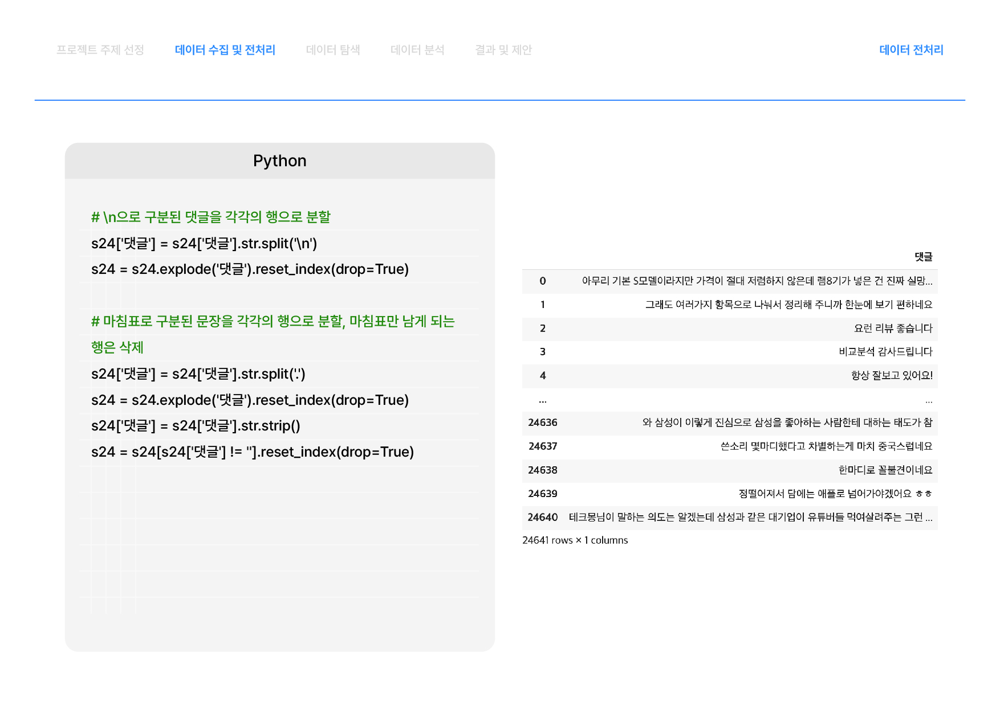 프로젝트 주제 선정 데이터 수집 및 전처리 데이터 탐색 데이터 분석 결과 및 제안 데이터 전처리
Python
# \n으로 구분된 댓글을 각각의 행으로 분할
s24['댓글'] = s24['댓글'].str.split('\n')
s24 = s24.explode('댓글').reset_index(drop=True)
# 마침표로 구분된 문장을 각각의 행으로 분할, 마침표만 남게 되는
행은 삭제
s24['댓글'] = s24['댓글'].str.split('.')
s24 = s24.explode('댓글').reset_index(drop=True)
s24['댓글'] = s24['댓글'].str.strip()
s24 = s24[s24['댓글'] != ''].reset_index(drop=True)
댓글
0 아무리 기본 S모델이라지만 가격이 절대 저렴하지 않은데 램8기가 넣은 건 진짜 실망...
1 그래도 여러가지 항목으로 나눠서 정리해 주니까 한눈에 보기 편하네요
2 요런 리뷰 좋습니다
3 비교분석 감사드립니다
4 항상 잘보고 있어요!
... ...
24636 와 삼성이 이렇게 진심으로 삼성을 좋아하는 사람한테 대하는 태도가 참
24637 쓴소리 몇마디했다고 차별하는게 마치 중국스럽네요
24638 한마디로 꼴불견이네요
24639 정떨어져서 담에는 애플로 넘어가야겠어요 ㅎㅎ
24640 테크몽님이 말하는 의도는 알겠는데 삼성과 같은 대기업이 유튜버들 먹여살려주는 그런 ...
24641 rows × 1 columns